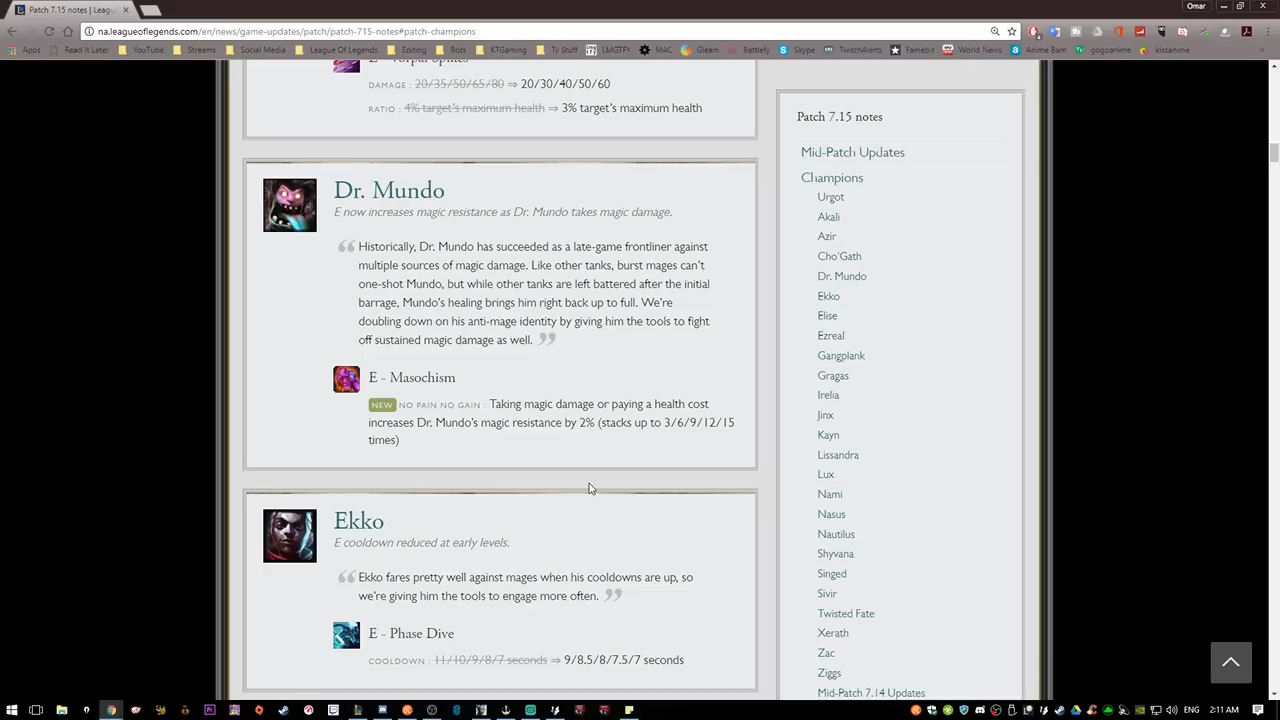 Patch 7.15 notes | Leagu
Omar
na.leagueoflegends.com/en/news/game-updates/patch/patch-715-notes#patch-champions
Apps Read It Later YouTube Streams Social Media League Of Legends Editing Bots KTGaming Tv Stuff LMGTFY MAC Gleam Battlefy Skype TwitchAlerts Famebit World News Anime Bam gogoanime kissanime
E - Vorpal Spikes
DAMAGE : 20/35/50/65/80 ⇒ 20/30/40/50/60
RATIO : 4% target's maximum health ⇒ 3% target's maximum health
Dr. Mundo
E now increases magic resistance as Dr. Mundo takes magic damage.
Historically, Dr. Mundo has succeeded as a late-game frontliner against
multiple sources of magic damage. Like other tanks, burst mages can't
one-shot Mundo, but while other tanks are left battered after the initial
barrage, Mundo's healing brings him right back up to full. We're
doubling down on his anti-mage identity by giving him the tools to fight
off sustained magic damage as well.
E - Masochism
NEW NO PAIN NO GAIN : Taking magic damage or paying a health cost
increases Dr. Mundo's magic resistance by 2% (stacks up to 3/6/9/12/15
times)
Ekko
E cooldown reduced at early levels.
Ekko fares pretty well against mages when his cooldowns are up, so
we're giving him the tools to engage more often.
E - Phase Dive
COOLDOWN : 11/10/9/8/7 seconds ⇒ 9/8.5/8/7.5/7 seconds
Patch 7.15 notes
Mid-Patch Updates
Champions
Urgot
Akali
Azir
Cho'Gath
Dr. Mundo
Ekko
Elise
Ezreal
Gangplank
Gragas
Irelia
Jinx
Kayn
Lissandra
Lux
Nami
Nasus
Nautilus
Shyvana
Singed
Sivir
Twisted Fate
Xerath
Zac
Ziggs
Mid-Patch 7.14 Updates
2:11 AM